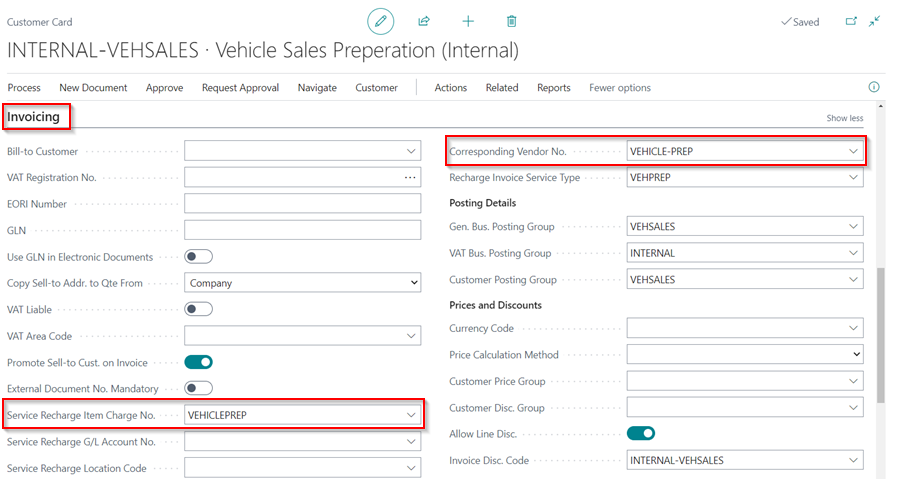 Customer Card
Saved
INTERNAL-VEHSALES · Vehicle Sales Preperation (Internal)
Process New Document Approve Request Approval Navigate Customer Actions Related Reports Fewer options
Invoicing
Show less
Bill-to Customer
VAT Registration No.
EORI Number
GLN
Use GLN in Electronic Documents
Copy Sell-to Addr. to Qte From Company
VAT Liable
VAT Area Code
Promote Sell-to Cust. on Invoice
External Document No. Mandatory
Service Recharge Item Charge No. VEHICLEPREP
Service Recharge G/L Account No.
Service Recharge Location Code
Corresponding Vendor No. VEHICLE-PREP
Recharge Invoice Service Type VEHPREP
Posting Details
Gen. Bus. Posting Group VEHSALES
VAT Bus. Posting Group INTERNAL
Customer Posting Group VEHSALES
Prices and Discounts
Currency Code
Price Calculation Method
Customer Price Group
Customer Disc. Group
Allow Line Disc.
Invoice Disc. Code INTERNAL-VEHSALES